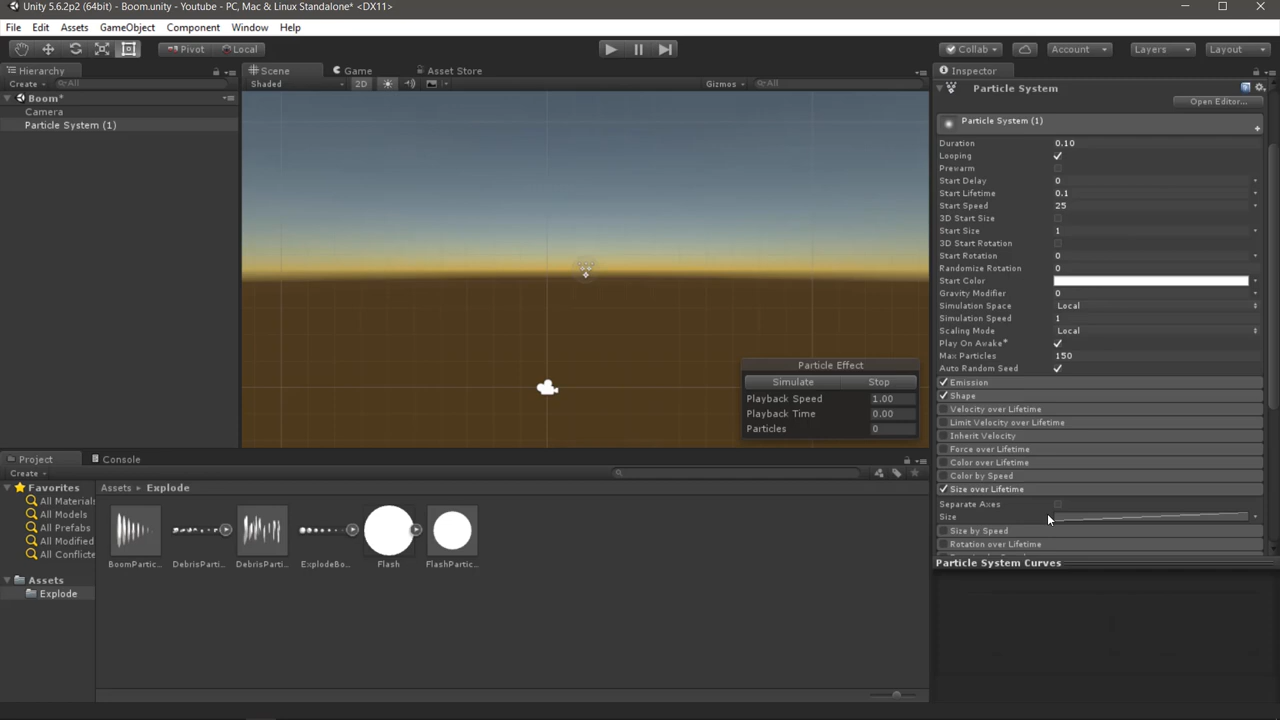 Unity 5.6.2p2 (64bit) - Boom.unity - Youtube - PC, Mac & Linux Standalone* <DX11>
File Edit Assets GameObject Component Window Help
Pivot Local Collab Account Layers Layout
Hierarchy
Create All
Boom*
Camera
Particle System (1)
Scene Game Asset Store
Shaded 2D Gizmos All
Particle Effect
Simulate Stop
Playback Speed 1.00
Playback Time 0.00
Particles 0
Inspector
Particle System
Open Editor...
Particle System (1)
Duration 0.10
Looping
Prewarm
Start Delay 0
Start Lifetime 0.1
Start Speed 25
3D Start Size
Start Size 1
3D Start Rotation
Start Rotation 0
Randomize Rotation 0
Start Color
Gravity Modifier 0
Simulation Space Local
Simulation Speed 1
Scaling Mode Local
Play On Awake*
Max Particles 150
Auto Random Seed
Emission
Shape
Velocity over Lifetime
Limit Velocity over Lifetime
Inherit Velocity
Force over Lifetime
Color over Lifetime
Color by Speed
Size over Lifetime
Separate Axes
Size
Size by Speed
Rotation over Lifetime
Particle System Curves
Project Console
Create
Favorites
All Materials
All Models
All Prefabs
All Modified
All Conflicte
Assets
Explode
Assets Explode
BoomPartic... DebrisParti... DebrisParti... ExplodeBo... Flash FlashPartic...